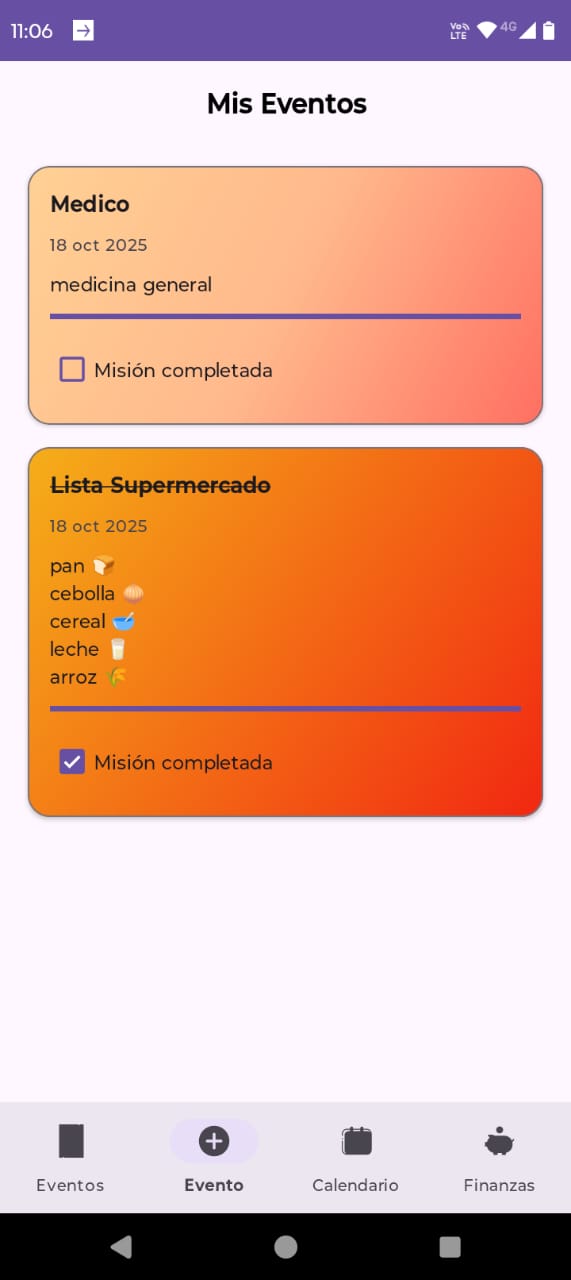 11:06
Vo LTE 4G
Mis Eventos
Medico
18 oct 2025
medicina general
Misión completada
Lista Supermercado
18 oct 2025
pan 🍞
cebolla 🧅
cereal 🥣
leche 🥛
arroz 🌾
Misión completada
Eventos Evento Calendario Finanzas